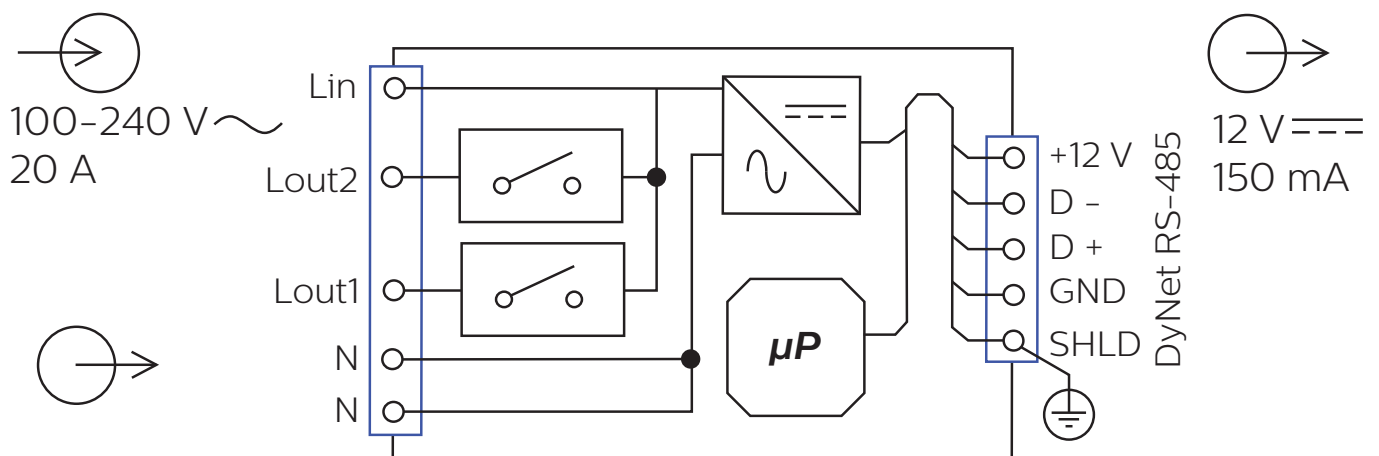 100-240 V
20 A
Lin
Lout2
Lout1
N
N
µP
+12 V
D -
D +
GND
SHLD
DyNet RS-485
12 V
150 mA